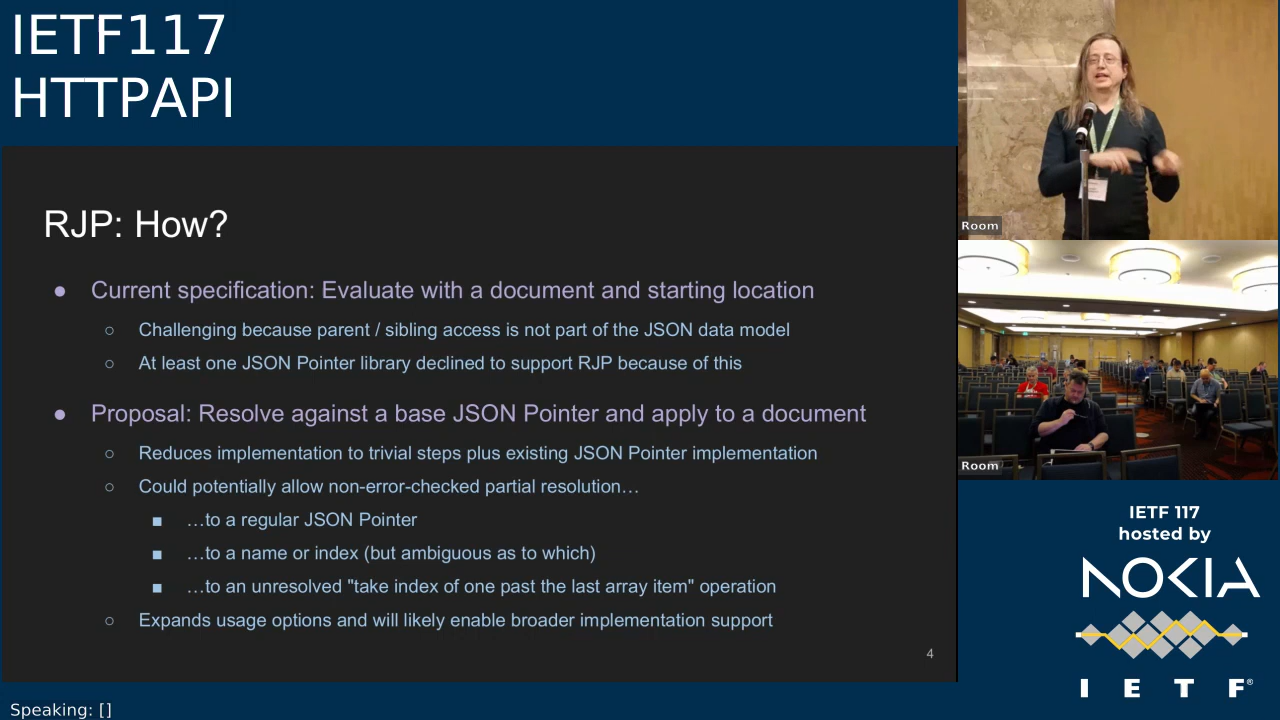 IETF117
HTTPAPI
RJP: How?
● Current specification: Evaluate with a document and starting location
○ Challenging because parent / sibling access is not part of the JSON data model
○ At least one JSON Pointer library declined to support RJP because of this
● Proposal: Resolve against a base JSON Pointer and apply to a document
○ Reduces implementation to trivial steps plus existing JSON Pointer implementation
○ Could potentially allow non-error-checked partial resolution…
■ …to a regular JSON Pointer
■ …to a name or index (but ambiguous as to which)
■ …to an unresolved "take index of one past the last array item" operation
○ Expands usage options and will likely enable broader implementation support
4
Speaking: []
Room
Room
IETF 117
hosted by
NOKIA
IETF®